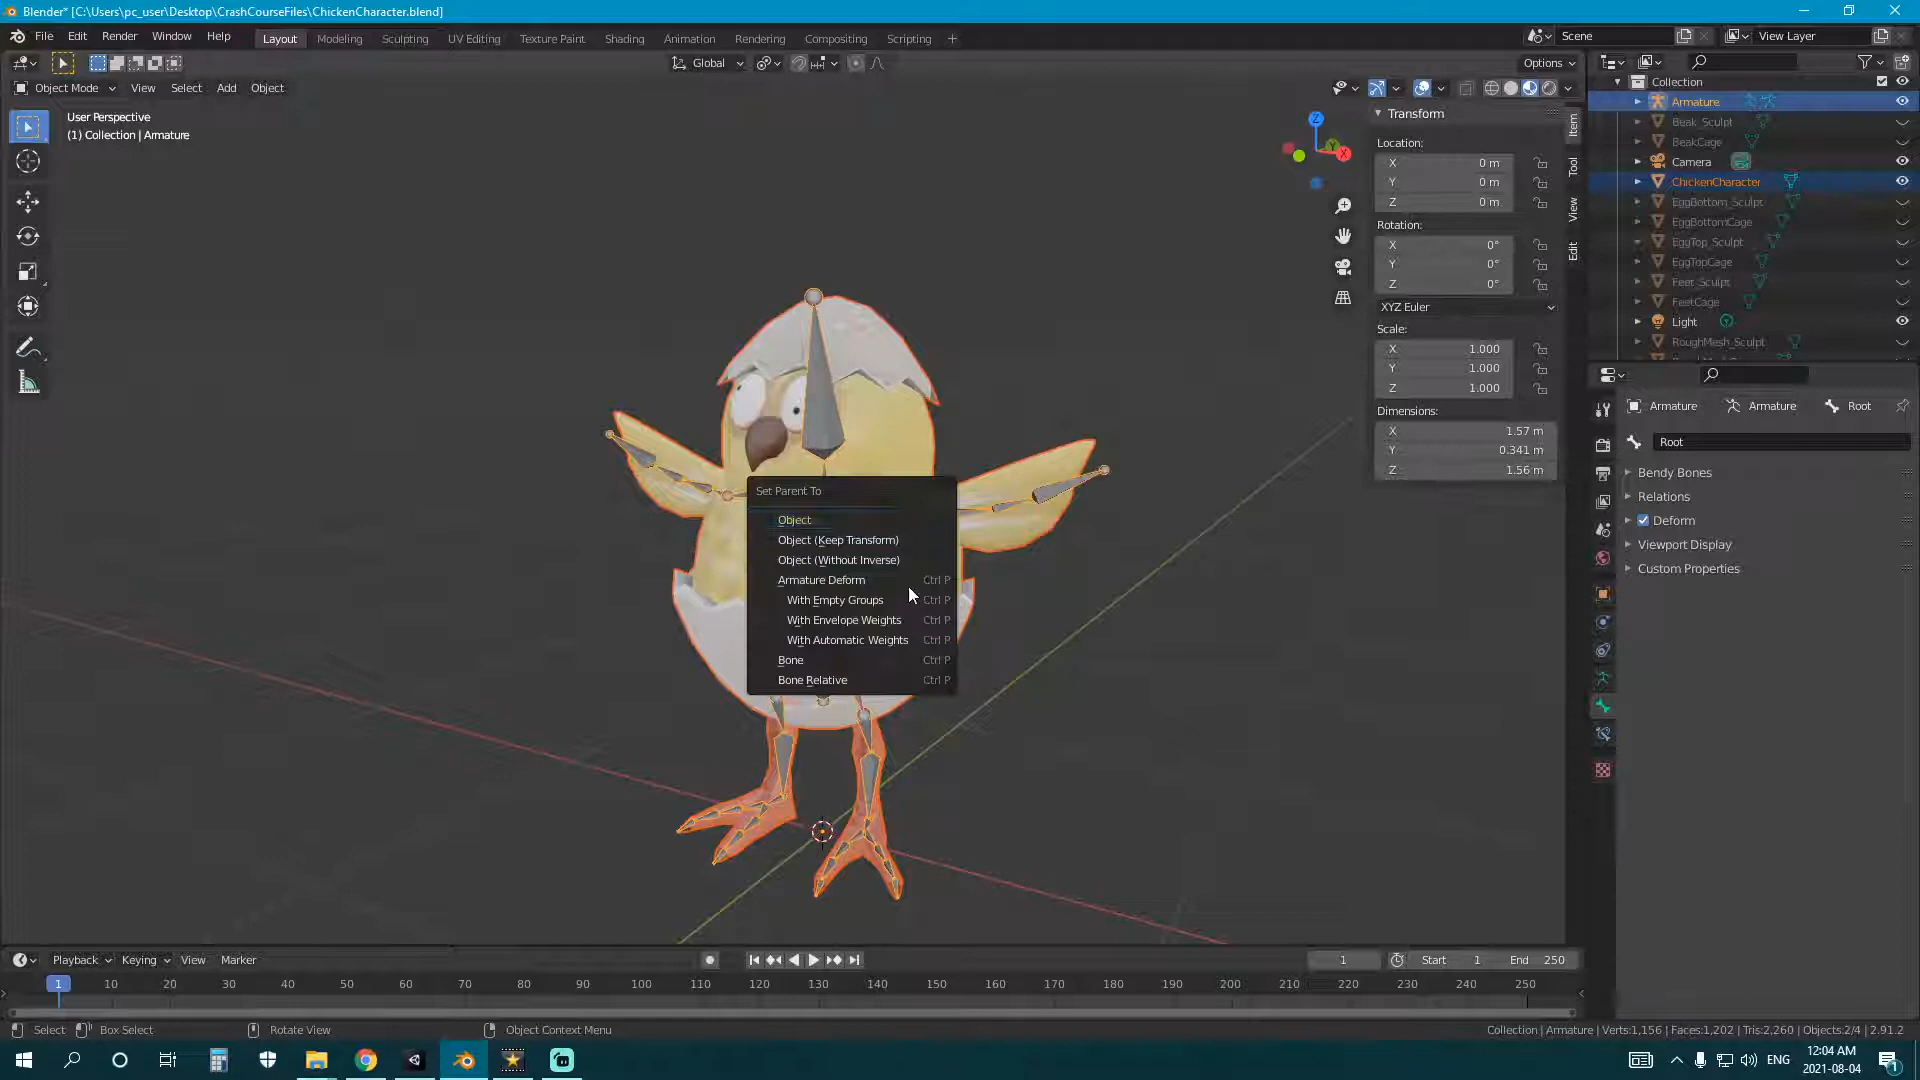 Blender* [C:\Users\pc_user\Desktop\CrashCourseFiles\ChickenCharacter.blend]
File Edit Render Window Help Layout Modeling Sculpting UV Editing Texture Paint Shading Animation Rendering Compositing Scripting + Scene View Layer
Global Options
Object Mode View Select Add Object
User Perspective
(1) Collection | Armature
Z
Y
X
Transform
Location:
X 0 m
Y 0 m
Z 0 m
Rotation:
X 0°
Y 0°
Z 0°
XYZ Euler
Scale:
X 1.000
Y 1.000
Z 1.000
Dimensions:
X 1.57 m
Y 0.341 m
Z 1.56 m
Item
Tool
View
Edit
Collection
Armature
Beak_Sculpt
BeakCage
Camera
ChickenCharacter
EggBottom_Sculpt
EggBottomCage
EggTop_Sculpt
EggTopCage
Feet_Sculpt
FeetCage
Light
RoughMesh_Sculpt
Armature Armature Root
Root
Bendy Bones
Relations
Deform
Viewport Display
Custom Properties
Set Parent To
Object
Object (Keep Transform)
Object (Without Inverse)
Armature Deform Ctrl P
With Empty Groups Ctrl P
With Envelope Weights Ctrl P
With Automatic Weights Ctrl P
Bone Ctrl P
Bone Relative Ctrl P
Playback Keying View Marker 1 Start 1 End 250
1 10 20 30 40 50 60 70 80 90 100 110 120 130 140 150 160 170 180 190 200 210 220 230 240 250
Select Box Select Rotate View Object Context Menu Collection | Armature | Verts:1,156 | Faces:1,202 | Tris:2,260 | Objects:2/4 | 2.91.2
ENG 12:04 AM
2021-08-04
1